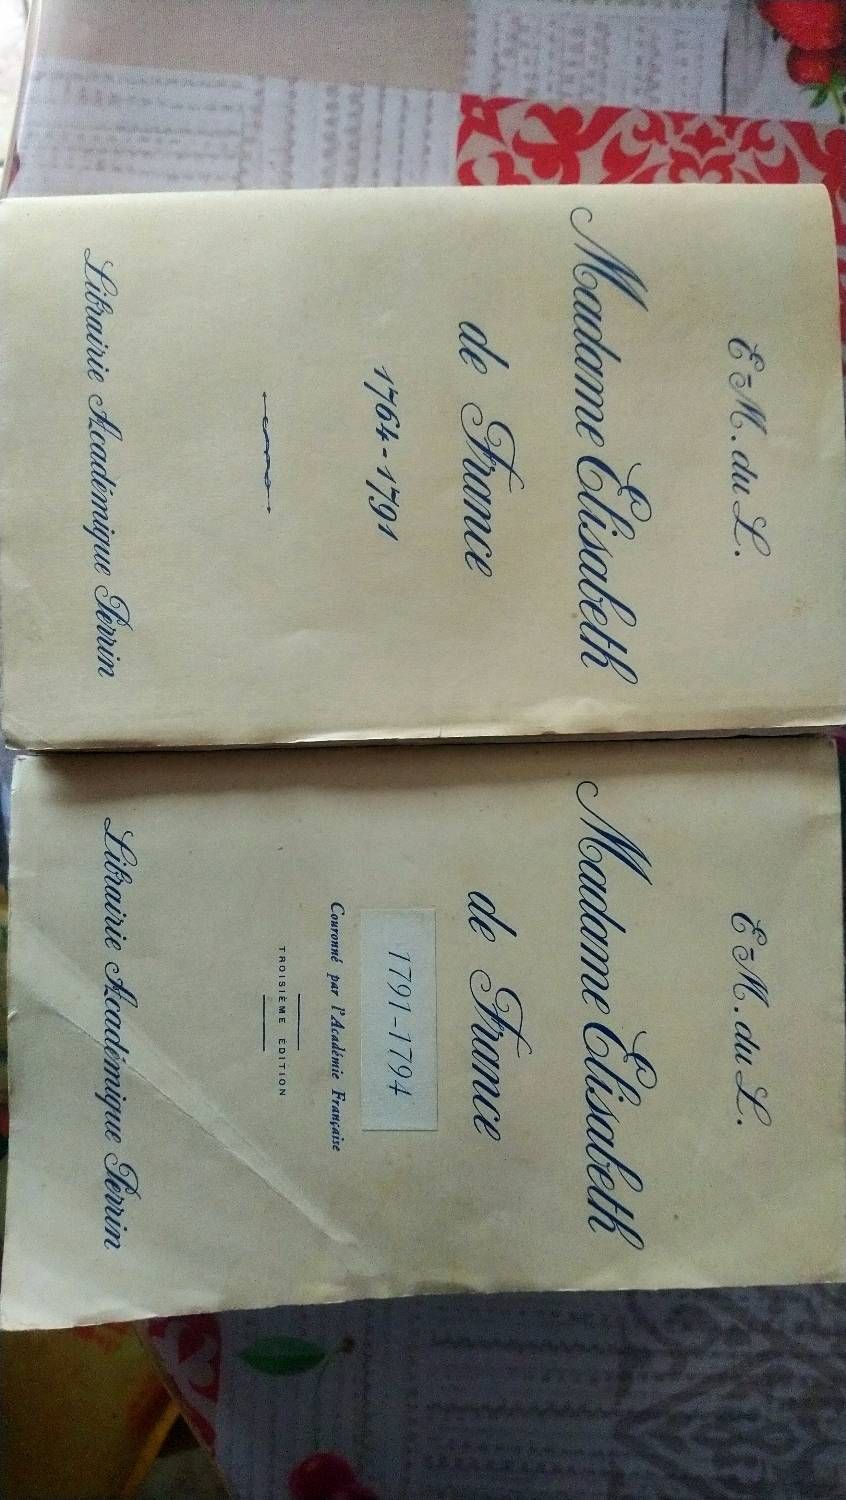 E-M. du L.
Madame Elisabeth
de France
1764-1791
Librairie Académique Perrin
E-M. du L.
Madame Elisabeth
de France
1791-1794
Couronné par l'Académie Française
TROISIÈME EDITION
Librairie Académique Perrin